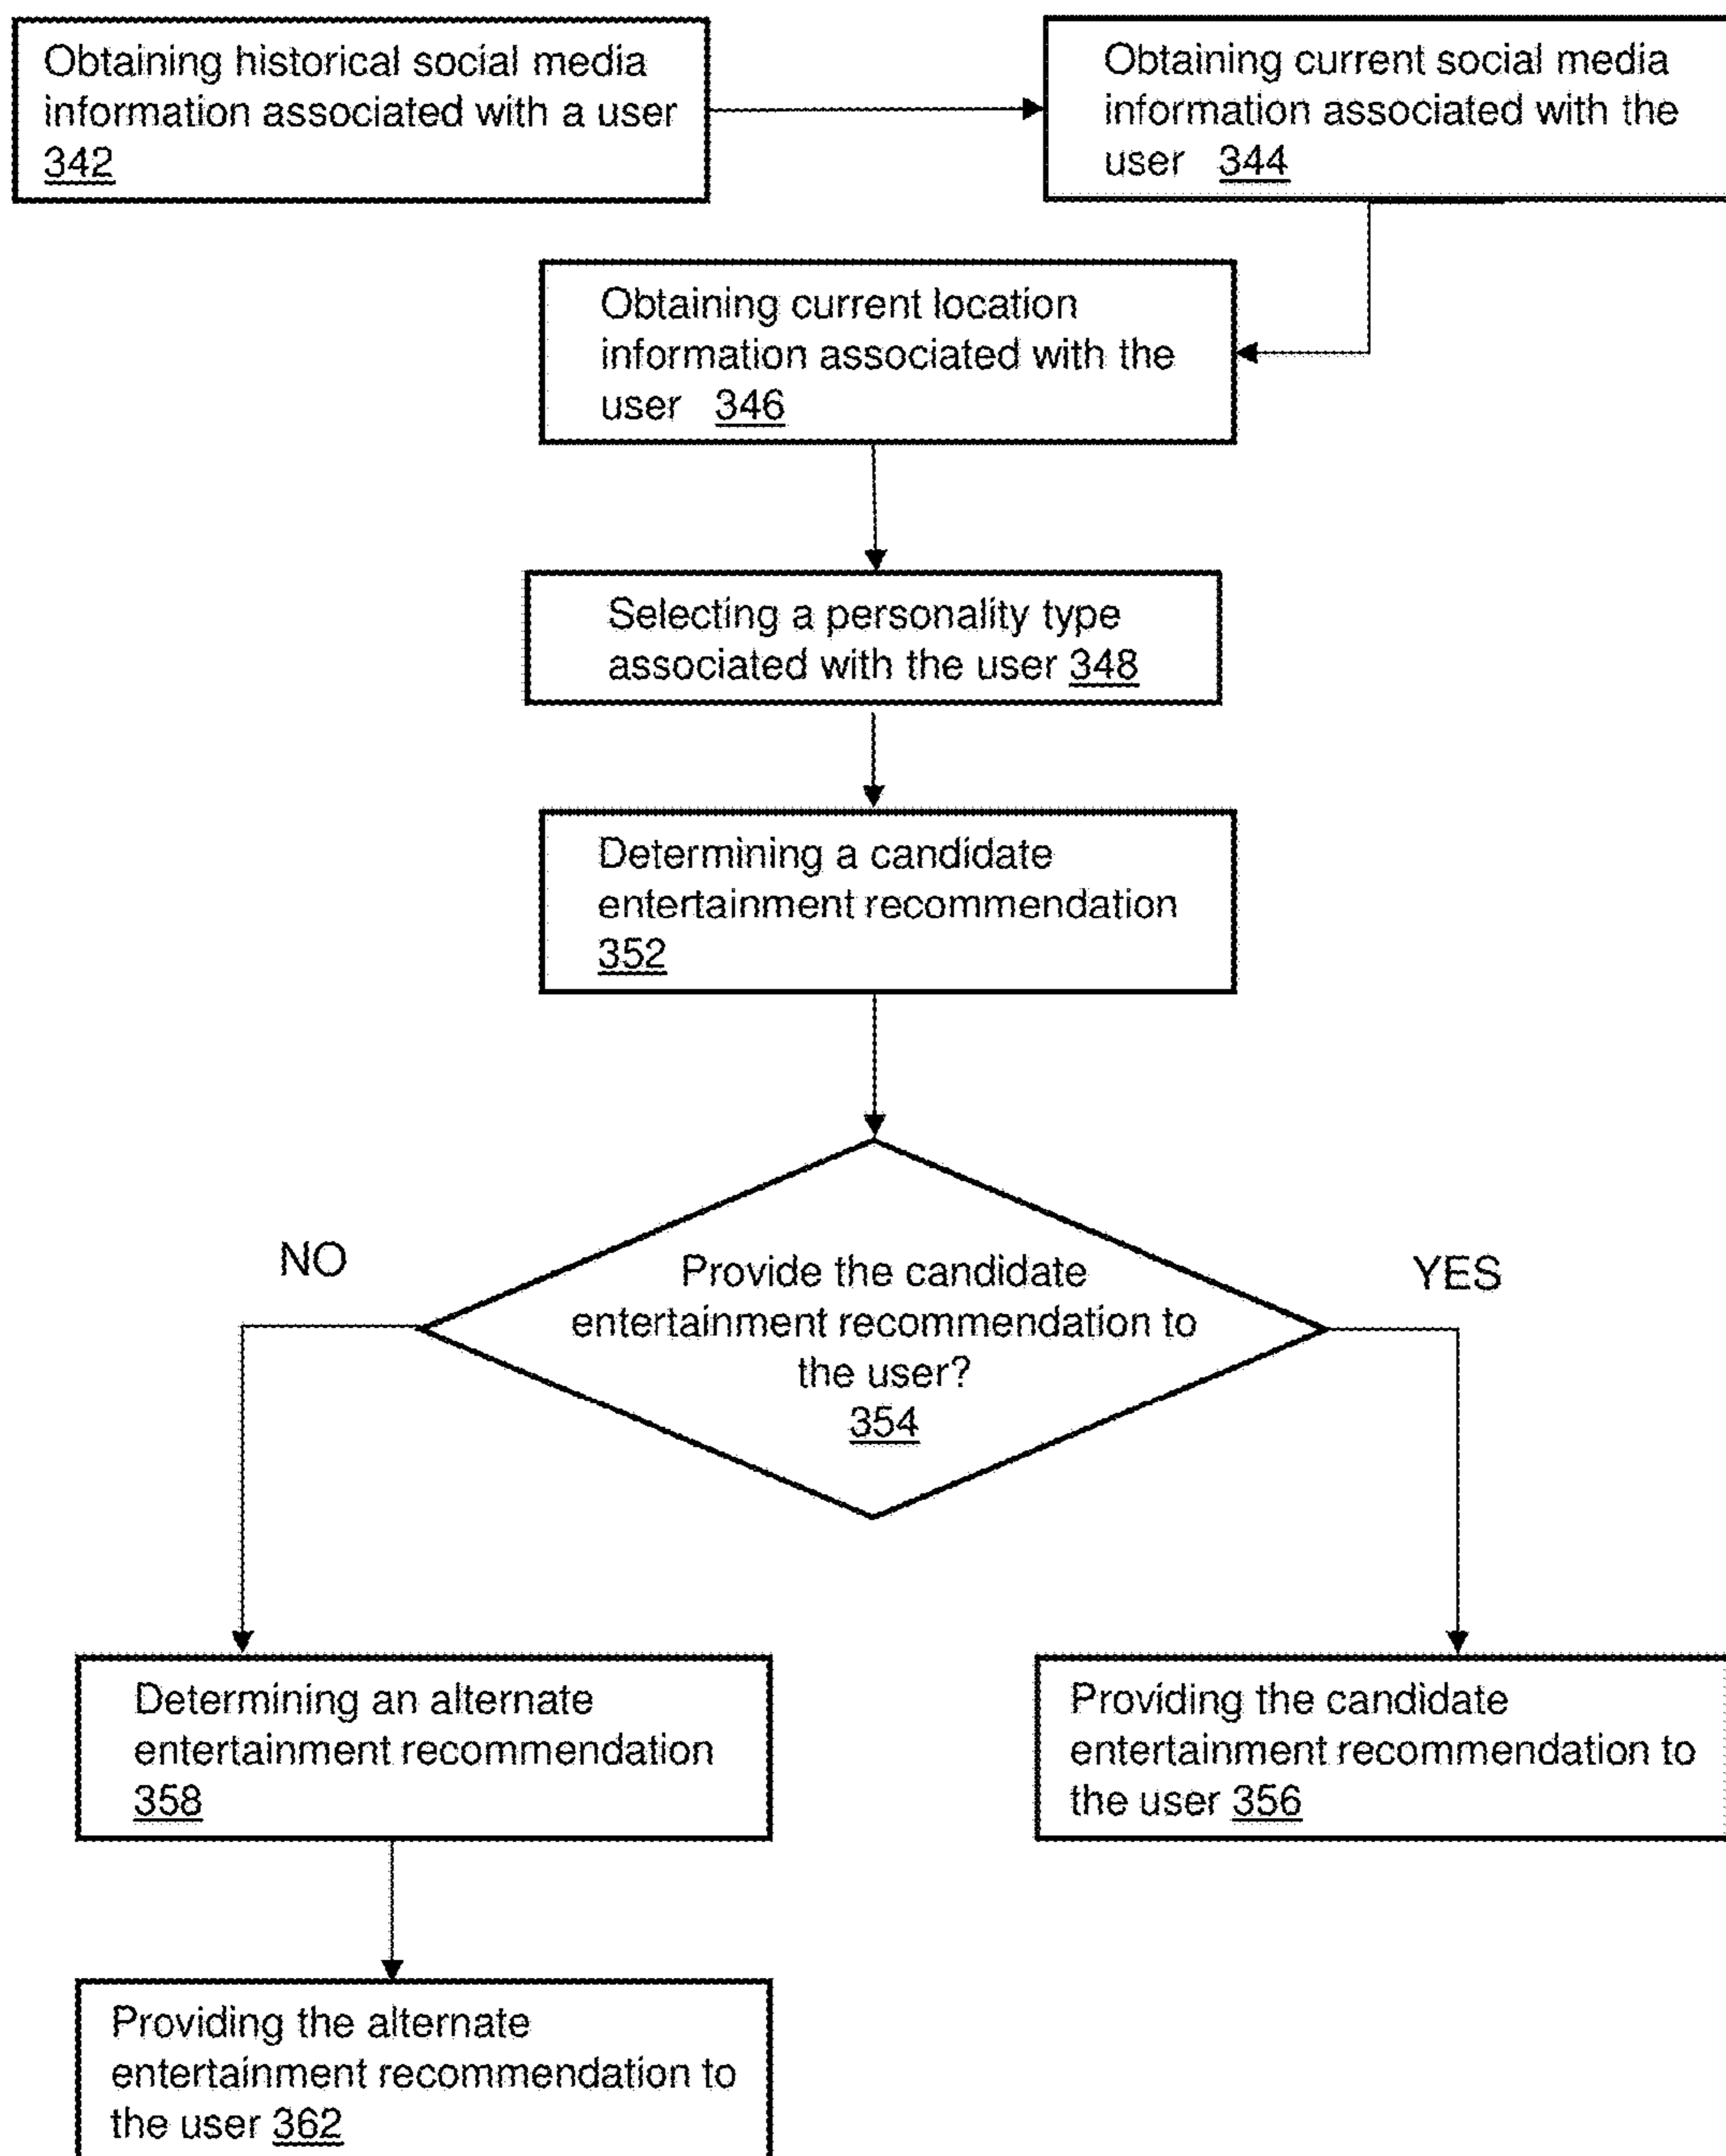 Obtaining historical social media
information associated with a user
342
Obtaining current social media
information associated with the
user 344
Obtaining current location
information associated with the
user 346
Selecting a personality type
associated with the user 348
Determining a candidate
entertainment recommendation
352
NO
YES
Provide the candidate
entertainment recommendation to
the user?
354
Determining an alternate
entertainment recommendation
358
Providing the candidate
entertainment recommendation to
the user 356
Providing the alternate
entertainment recommendation to
the user 362